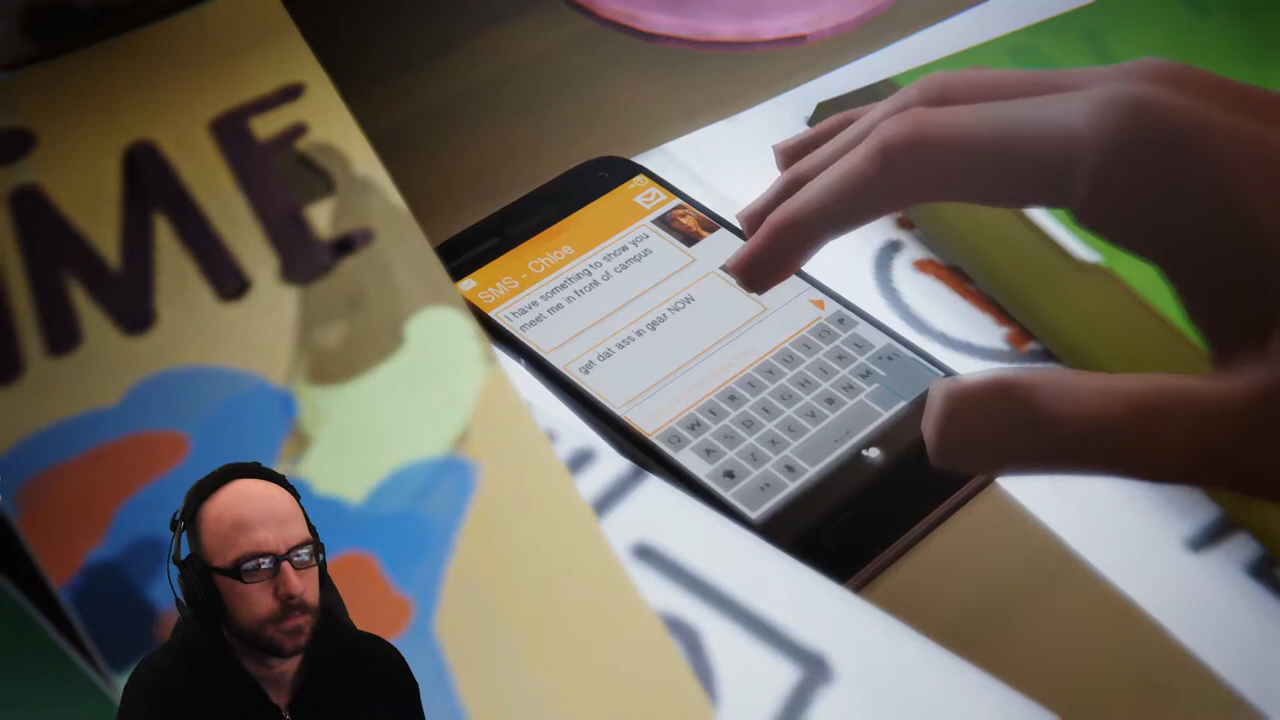 IME
SMS - Chloe
I have something to show you
meet me in front of campus
get dat ass in gear NOW
Q W E R T Y U I O P
A S D F G H J K L
Z X C V B N M